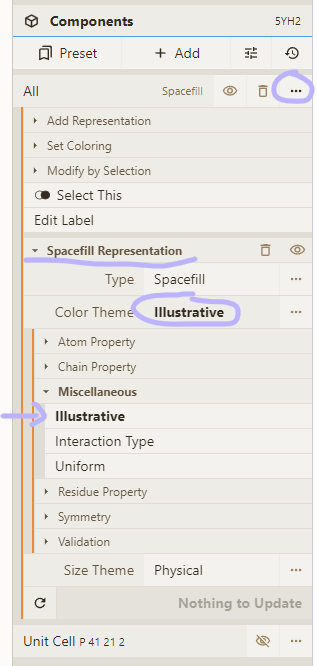 Components 5YH2
Preset Add
All Spacefill
Add Representation
Set Coloring
Modify by Selection
Select This
Edit Label
Spacefill Representation
Type Spacefill
Color Theme Illustrative
Atom Property
Chain Property
Miscellaneous
Illustrative
Interaction Type
Uniform
Residue Property
Symmetry
Validation
Size Theme Physical
Nothing to Update
Unit Cell P 41 21 2